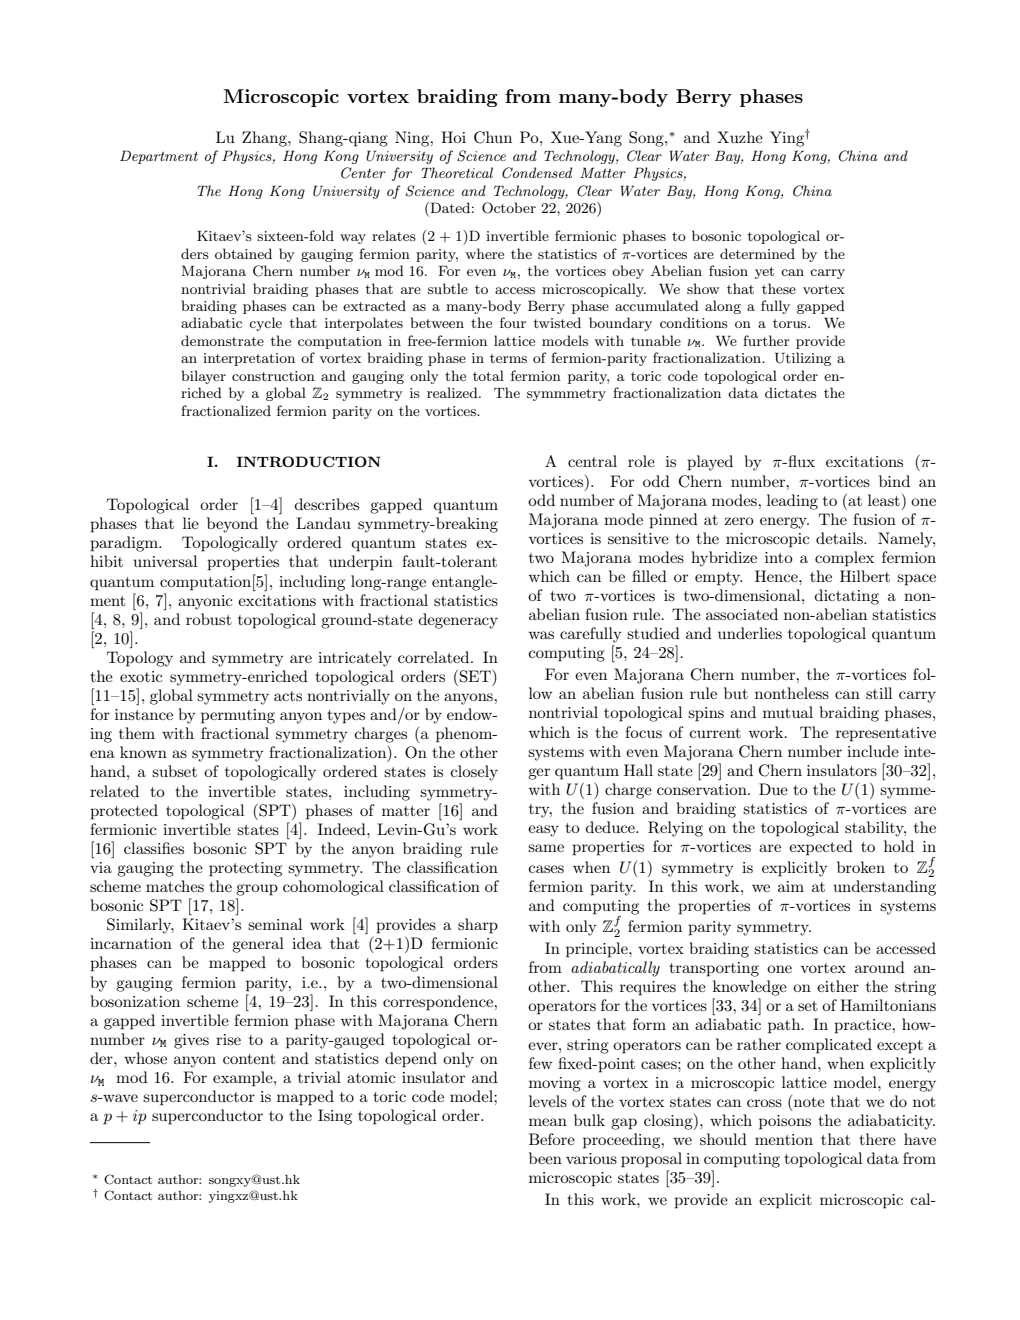 Microscopic vortex braiding from many-body Berry phases
Lu Zhang, Shang-qiang Ning, Hoi Chun Po, Xue-Yang Song,* and Xuzhe Ying†
Department of Physics, Hong Kong University of Science and Technology, Clear Water Bay, Hong Kong, China and
Center for Theoretical Condensed Matter Physics,
The Hong Kong University of Science and Technology, Clear Water Bay, Hong Kong, China
(Dated: October 22, 2026)
Kitaev's sixteen-fold way relates (2 + 1)D invertible fermionic phases to bosonic topological or-
ders obtained by gauging fermion parity, where the statistics of π-vortices are determined by the
Majorana Chern number ν_M mod 16. For even ν_M, the vortices obey Abelian fusion yet can carry
nontrivial braiding phases that are subtle to access microscopically. We show that these vortex
braiding phases can be extracted as a many-body Berry phase accumulated along a fully gapped
adiabatic cycle that interpolates between the four twisted boundary conditions on a torus. We
demonstrate the computation in free-fermion lattice models with tunable ν_M. We further provide
an interpretation of vortex braiding phase in terms of fermion-parity fractionalization. Utilizing a
bilayer construction and gauging only the total fermion parity, a toric code topological order en-
riched by a global ℤ₂ symmetry is realized. The symmmetry fractionalization data dictates the
fractionalized fermion parity on the vortices.
I. INTRODUCTION
Topological order [1–4] describes gapped quantum
phases that lie beyond the Landau symmetry-breaking
paradigm. Topologically ordered quantum states ex-
hibit universal properties that underpin fault-tolerant
quantum computation[5], including long-range entangle-
ment [6, 7], anyonic excitations with fractional statistics
[4, 8, 9], and robust topological ground-state degeneracy
[2, 10].
Topology and symmetry are intricately correlated. In
the exotic symmetry-enriched topological orders (SET)
[11–15], global symmetry acts nontrivially on the anyons,
for instance by permuting anyon types and/or by endow-
ing them with fractional symmetry charges (a phenom-
ena known as symmetry fractionalization). On the other
hand, a subset of topologically ordered states is closely
related to the invertible states, including symmetry-
protected topological (SPT) phases of matter [16] and
fermionic invertible states [4]. Indeed, Levin-Gu's work
[16] classifies bosonic SPT by the anyon braiding rule
via gauging the protecting symmetry. The classification
scheme matches the group cohomological classification of
bosonic SPT [17, 18].
Similarly, Kitaev's seminal work [4] provides a sharp
incarnation of the general idea that (2+1)D fermionic
phases can be mapped to bosonic topological orders
by gauging fermion parity, i.e., by a two-dimensional
bosonization scheme [4, 19–23]. In this correspondence,
a gapped invertible fermion phase with Majorana Chern
number ν_M gives rise to a parity-gauged topological or-
der, whose anyon content and statistics depend only on
ν_M mod 16. For example, a trivial atomic insulator and
s-wave superconductor is mapped to a toric code model;
a p + ip superconductor to the Ising topological order.
* Contact author: songxy@ust.hk
† Contact author: yingxz@ust.hk
A central role is played by π-flux excitations (π-
vortices). For odd Chern number, π-vortices bind an
odd number of Majorana modes, leading to (at least) one
Majorana mode pinned at zero energy. The fusion of π-
vortices is sensitive to the microscopic details. Namely,
two Majorana modes hybridize into a complex fermion
which can be filled or empty. Hence, the Hilbert space
of two π-vortices is two-dimensional, dictating a non-
abelian fusion rule. The associated non-abelian statistics
was carefully studied and underlies topological quantum
computing [5, 24–28].
For even Majorana Chern number, the π-vortices fol-
low an abelian fusion rule but nontheless can still carry
nontrivial topological spins and mutual braiding phases,
which is the focus of current work. The representative
systems with even Majorana Chern number include inte-
ger quantum Hall state [29] and Chern insulators [30–32],
with U(1) charge conservation. Due to the U(1) symme-
try, the fusion and braiding statistics of π-vortices are
easy to deduce. Relying on the topological stability, the
same properties for π-vortices are expected to hold in
cases when U(1) symmetry is explicitly broken to ℤ₂^f
fermion parity. In this work, we aim at understanding
and computing the properties of π-vortices in systems
with only ℤ₂^f fermion parity symmetry.
In principle, vortex braiding statistics can be accessed
from adiabatically transporting one vortex around an-
other. This requires the knowledge on either the string
operators for the vortices [33, 34] or a set of Hamiltonians
or states that form an adiabatic path. In practice, how-
ever, string operators can be rather complicated except a
few fixed-point cases; on the other hand, when explicitly
moving a vortex in a microscopic lattice model, energy
levels of the vortex states can cross (note that we do not
mean bulk gap closing), which poisons the adiabaticity.
Before proceeding, we should mention that there have
been various proposal in computing topological data from
microscopic states [35–39].
In this work, we provide an explicit microscopic cal-